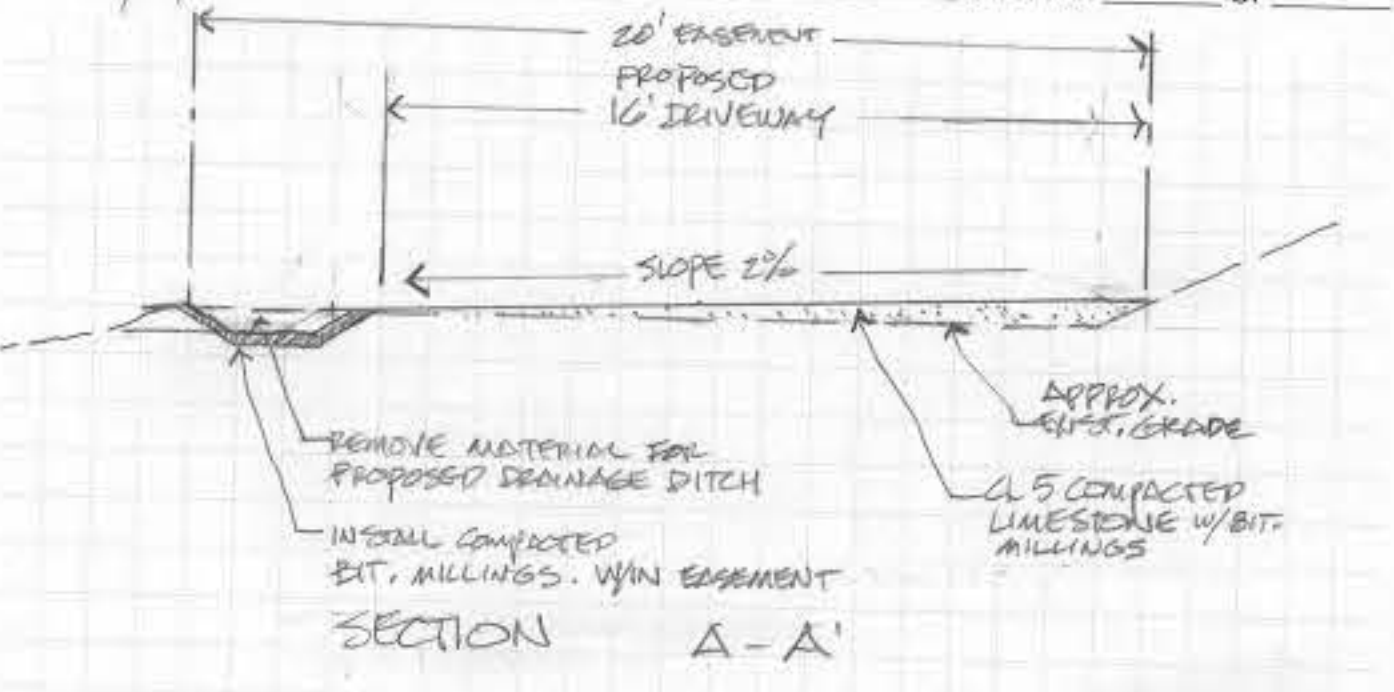 20' EASEMENT
PROPOSED
16' DRIVEWAY
SLOPE 2%
APPROX.
EXIST. GRADE
REMOVE MATERIAL FOR
PROPOSED DRAINAGE DITCH
CL 5 COMPACTED
LIMESTONE W/BIT.
MILLINGS
INSTALL COMPACTED
BIT. MILLINGS. W/IN EASEMENT
SECTION A-A'